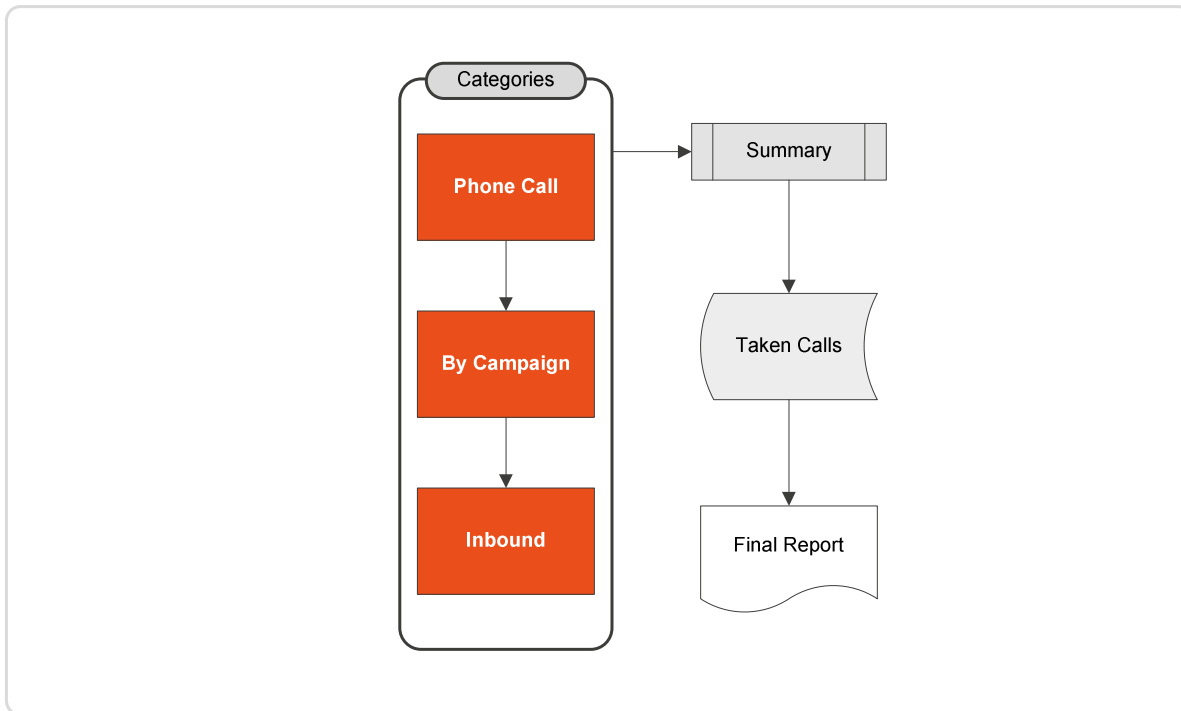 Categories
Phone Call
By Campaign
Inbound
Summary
Taken Calls
Final Report